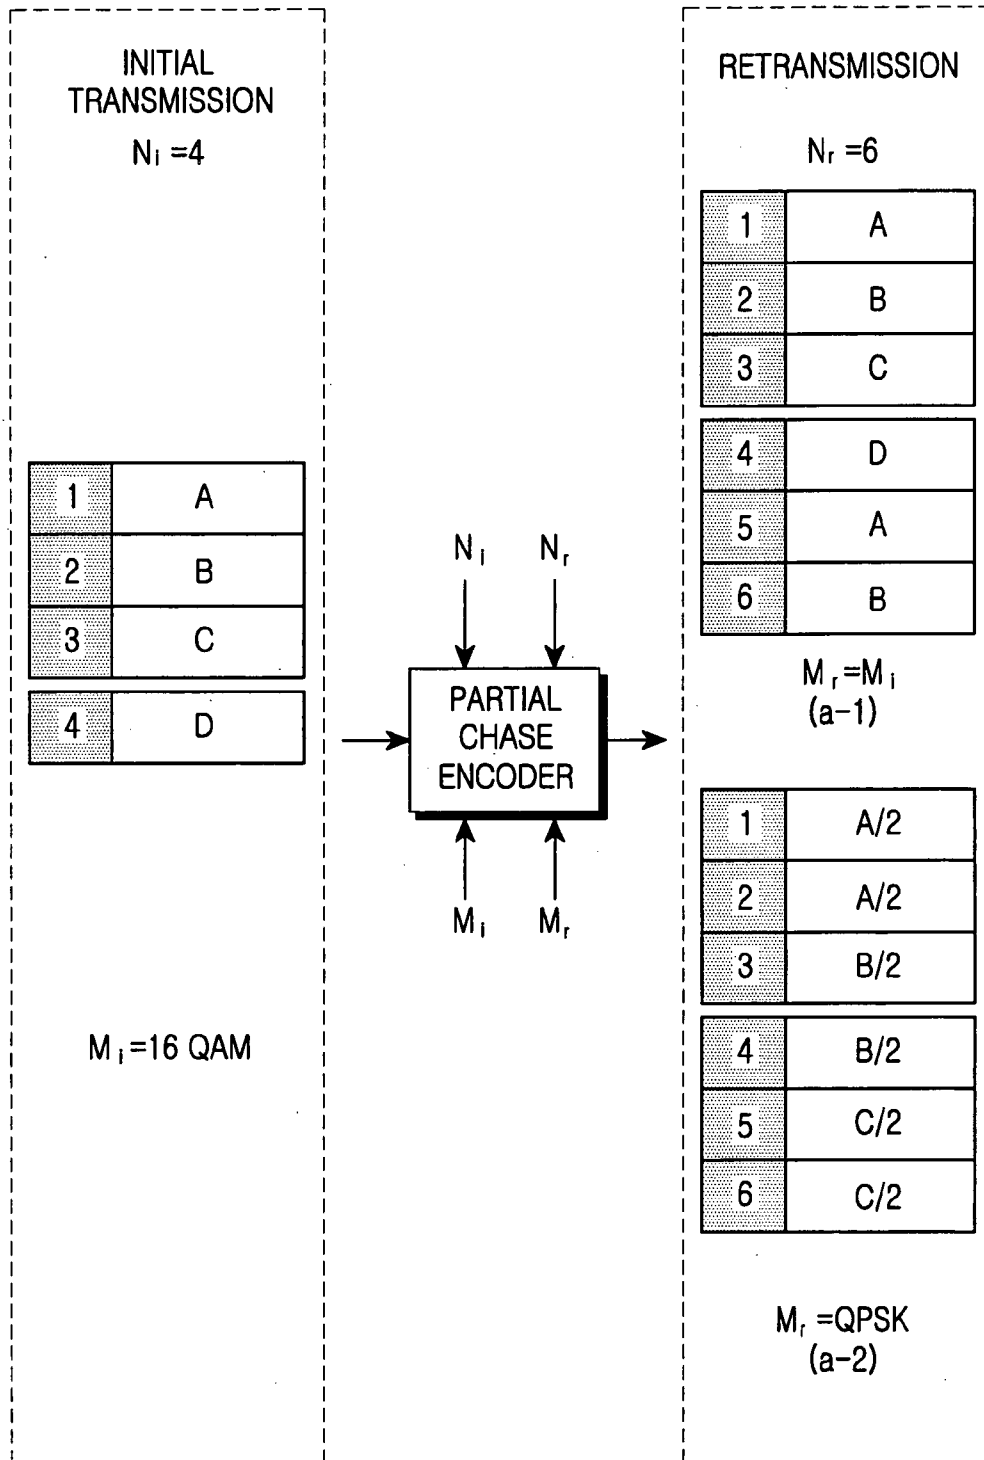 INITIAL
TRANSMISSION
Ni =4
1 A
2 B
3 C
4 D
Mi=16 QAM
Ni Nr
PARTIAL
CHASE
ENCODER
Mi Mr
RETRANSMISSION
Nr =6
1 A
2 B
3 C
4 D
5 A
6 B
Mr=Mi
(a-1)
1 A/2
2 A/2
3 B/2
4 B/2
5 C/2
6 C/2
Mr =QPSK
(a-2)